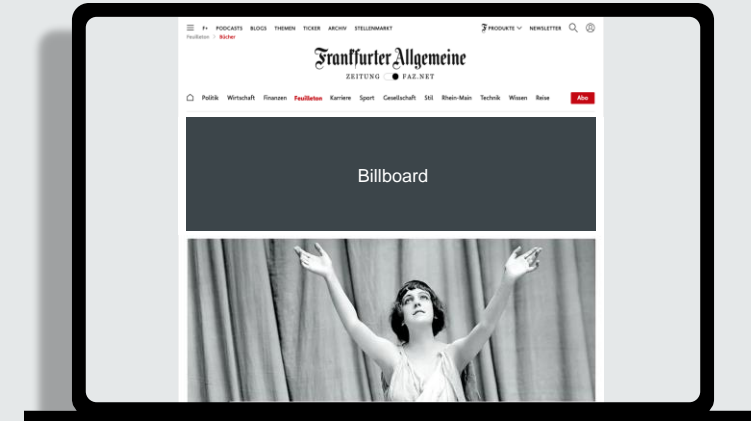 F+ PODCASTS BLOGS THEMEN TICKER ARCHIV STELLENMARKT PRODUKTE NEWSLETTER
Feuilleton > Bücher
Frankfurter Allgemeine
ZEITUNG FAZ.NET
Politik Wirtschaft Finanzen Feuilleton Karriere Sport Gesellschaft Stil Rhein-Main Technik Wissen Reise Abo
Billboard